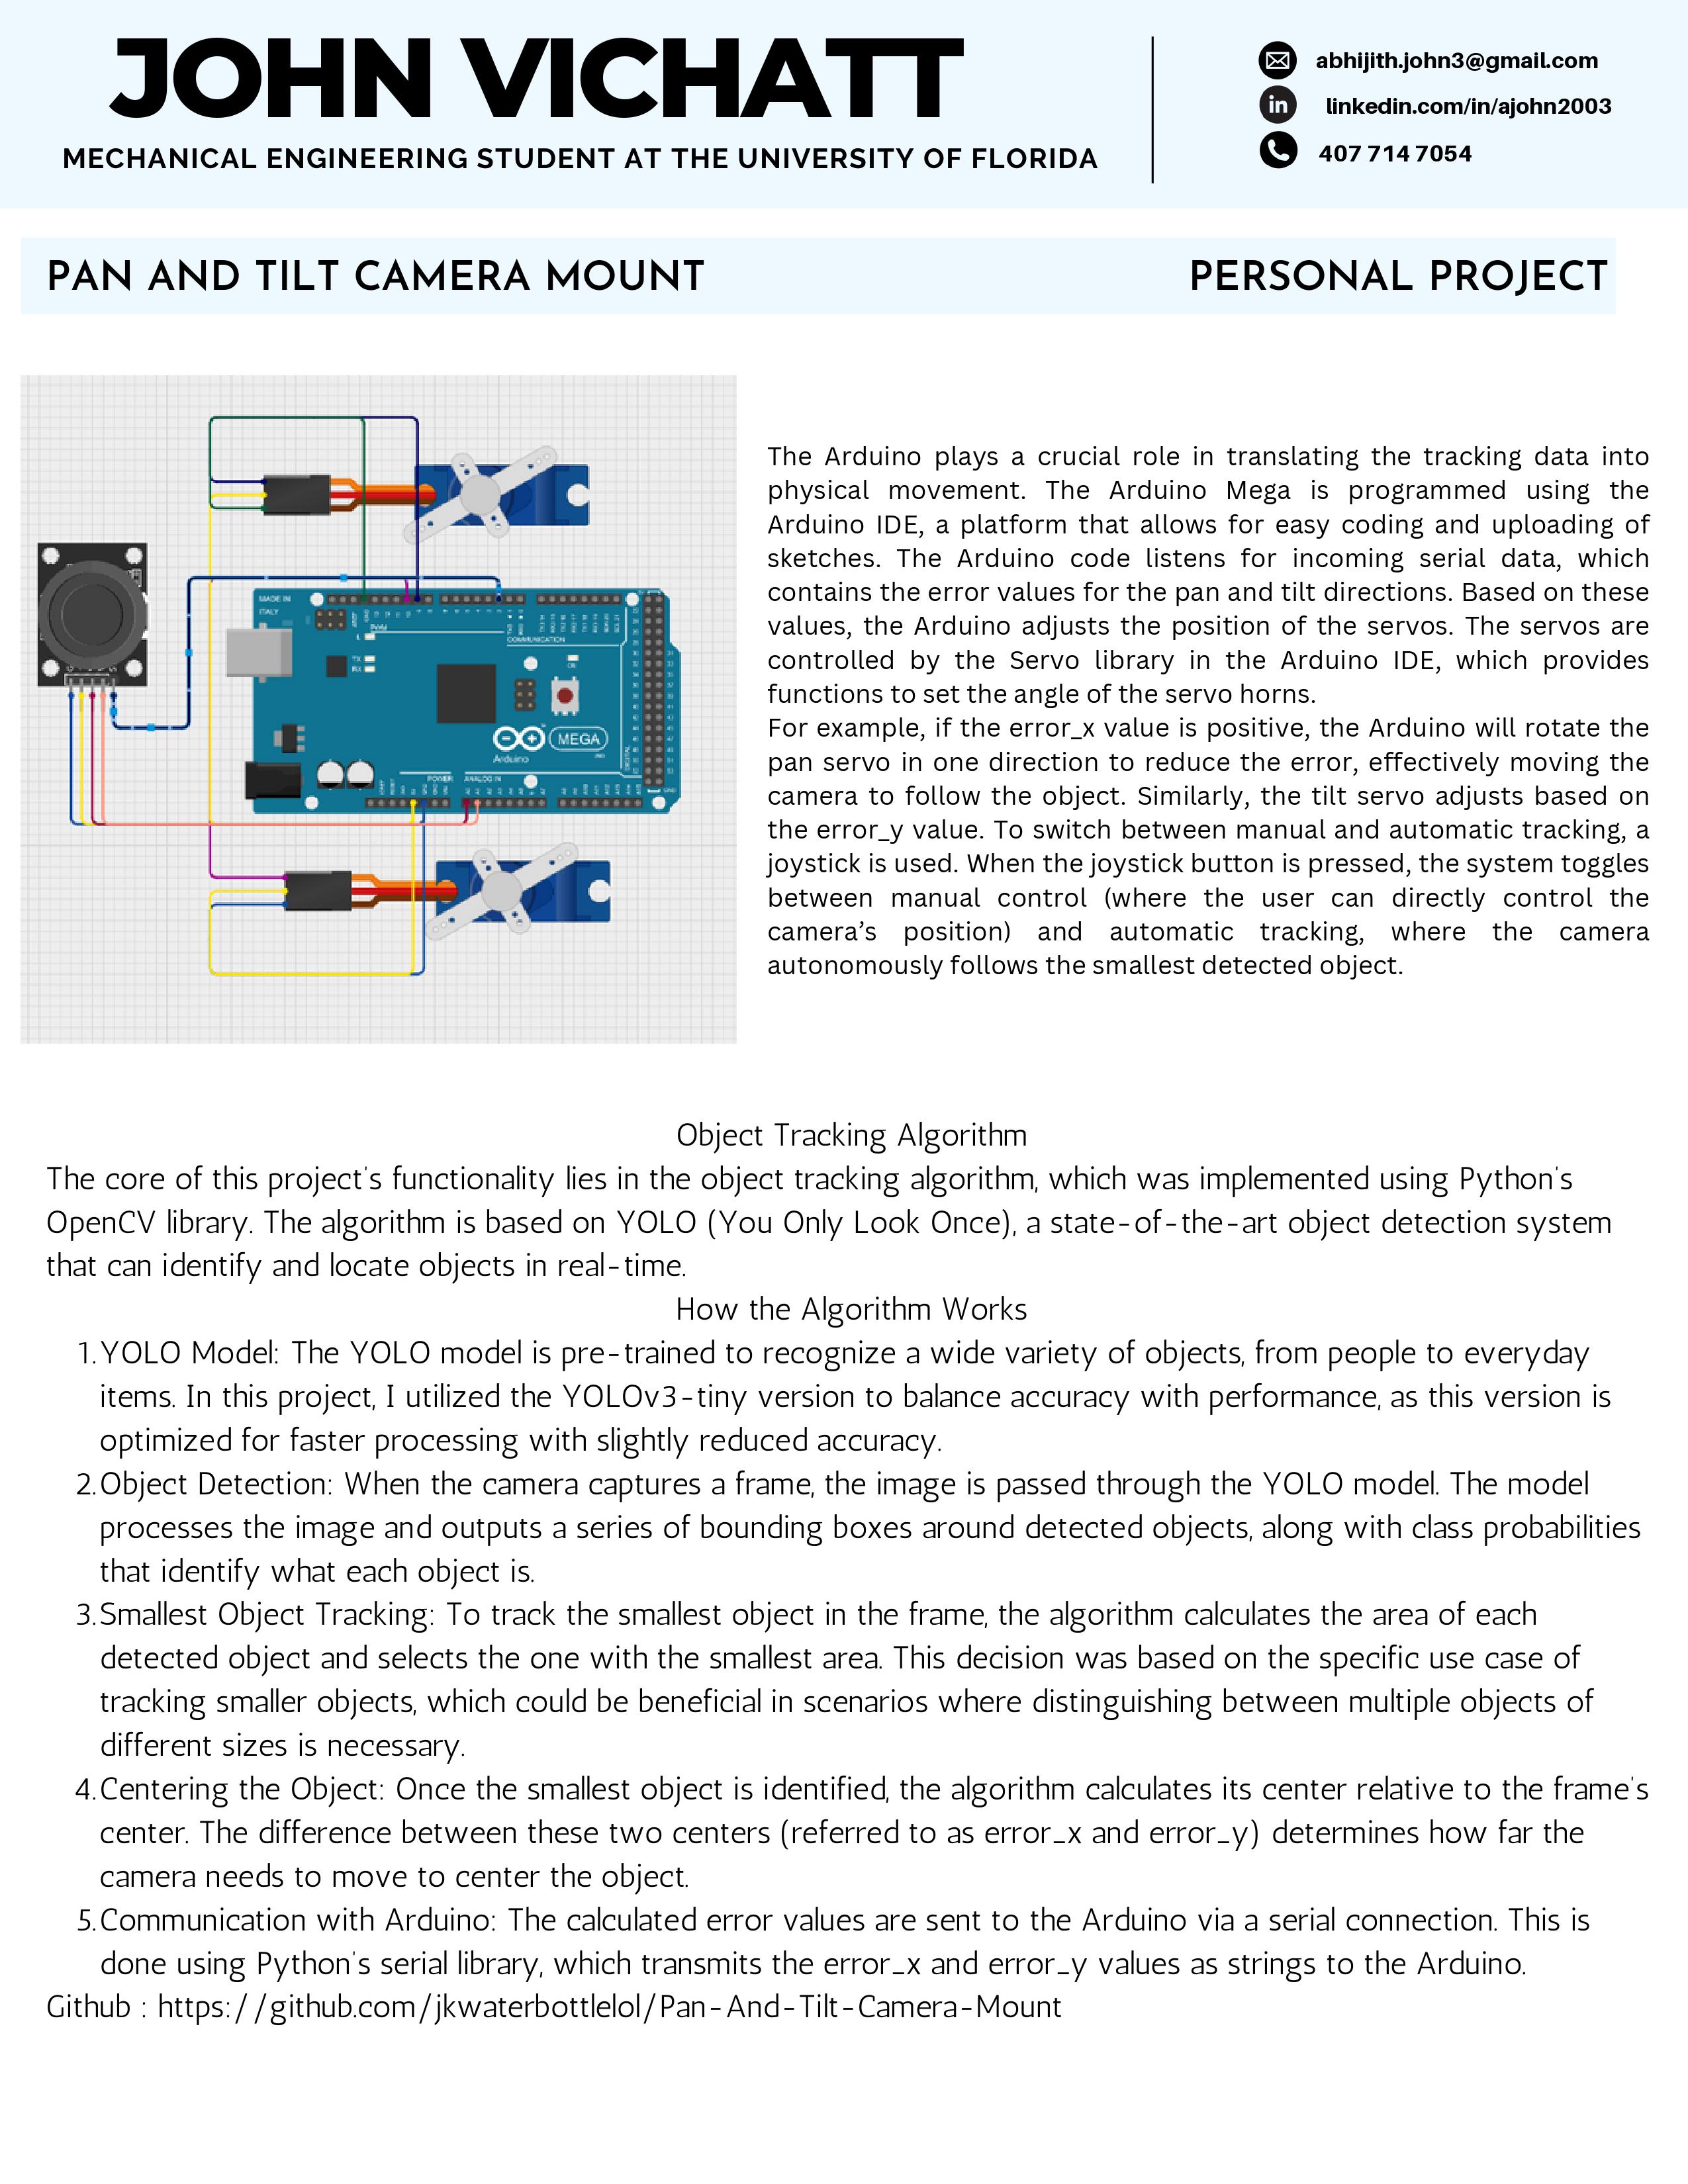 JOHN VICHATT
MECHANICAL ENGINEERING STUDENT AT THE UNIVERSITY OF FLORIDA
abhijith.john3@gmail.com
linkedin.com/in/ajohn2003
407 714 7054
PAN AND TILT CAMERA MOUNT
PERSONAL PROJECT
MADE IN
ITALY
PWM
L
TX
RX
COMMUNICATION
ON
MEGA
Arduino
POWER
ANALOG IN
DIGITAL
The Arduino plays a crucial role in translating the tracking data into
physical movement. The Arduino Mega is programmed using the
Arduino IDE, a platform that allows for easy coding and uploading of
sketches. The Arduino code listens for incoming serial data, which
contains the error values for the pan and tilt directions. Based on these
values, the Arduino adjusts the position of the servos. The servos are
controlled by the Servo library in the Arduino IDE, which provides
functions to set the angle of the servo horns.
For example, if the error_x value is positive, the Arduino will rotate the
pan servo in one direction to reduce the error, effectively moving the
camera to follow the object. Similarly, the tilt servo adjusts based on
the error_y value. To switch between manual and automatic tracking, a
joystick is used. When the joystick button is pressed, the system toggles
between manual control (where the user can directly control the
camera’s position) and automatic tracking, where the camera
autonomously follows the smallest detected object.
Object Tracking Algorithm
The core of this project's functionality lies in the object tracking algorithm, which was implemented using Python's
OpenCV library. The algorithm is based on YOLO (You Only Look Once), a state-of-the-art object detection system
that can identify and locate objects in real-time.
How the Algorithm Works
1. YOLO Model: The YOLO model is pre-trained to recognize a wide variety of objects, from people to everyday
items. In this project, I utilized the YOLOv3-tiny version to balance accuracy with performance, as this version is
optimized for faster processing with slightly reduced accuracy.
2. Object Detection: When the camera captures a frame, the image is passed through the YOLO model. The model
processes the image and outputs a series of bounding boxes around detected objects, along with class probabilities
that identify what each object is.
3. Smallest Object Tracking: To track the smallest object in the frame, the algorithm calculates the area of each
detected object and selects the one with the smallest area. This decision was based on the specific use case of
tracking smaller objects, which could be beneficial in scenarios where distinguishing between multiple objects of
different sizes is necessary.
4. Centering the Object: Once the smallest object is identified, the algorithm calculates its center relative to the frame's
center. The difference between these two centers (referred to as error_x and error_y) determines how far the
camera needs to move to center the object.
5. Communication with Arduino: The calculated error values are sent to the Arduino via a serial connection. This is
done using Python's serial library, which transmits the error_x and error_y values as strings to the Arduino.
Github : https://github.com/jkwaterbottlelol/Pan-And-Tilt-Camera-Mount